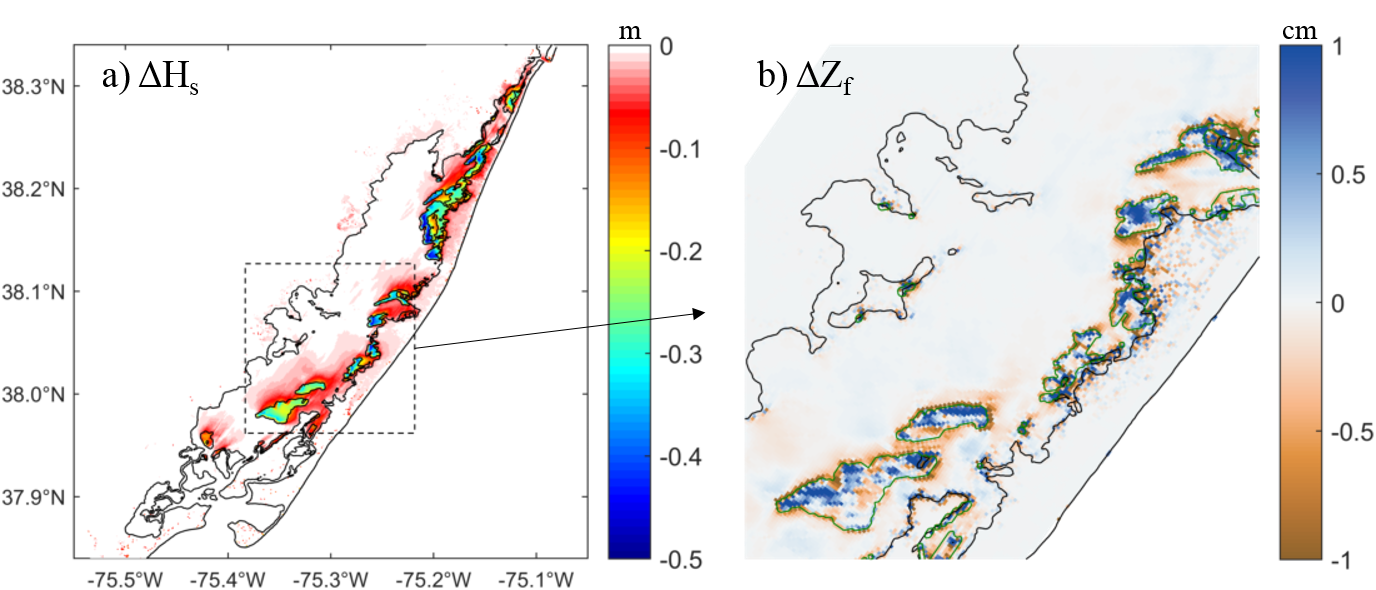 m
a) ΔHs
0
-0.1
-0.2
-0.3
-0.4
-0.5
38.3°N
38.2°N
38.1°N
38.0°N
37.9°N
-75.5°W
-75.4°W
-75.3°W
-75.2°W
-75.1°W
cm
b) ΔZf
1
0.5
0
-0.5
-1